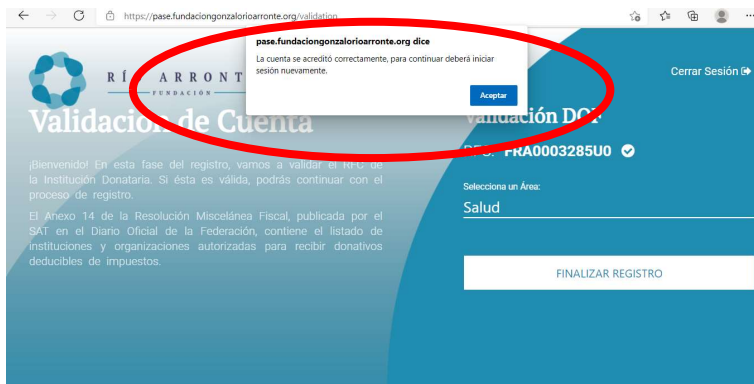 https://pase.fundaciongonzalorioarronte.org/validation
pase.fundaciongonzalorioarronte.org dice
La cuenta se acreditó correctamente, para continuar deberá iniciar
sesión nuevamente.
Aceptar
RÍ ARRONT
FUNDACIÓN
Cerrar Sesión
Validación de Cuenta
¡Bienvenido! En esta fase del registro, vamos a validar el RFC de
la Institución Donataria. Si ésta es válida, podrás continuar con el
proceso de registro.
El Anexo 14 de la Resolución Miscelánea Fiscal, publicada por el
SAT en el Diario Oficial de la Federación, contiene el listado de
instituciones y organizaciones autorizadas para recibir donativos
deducibles de impuestos.
Validación DOF
RFC: FRA0003285U0
Selecciona un Área:
Salud
FINALIZAR REGISTRO